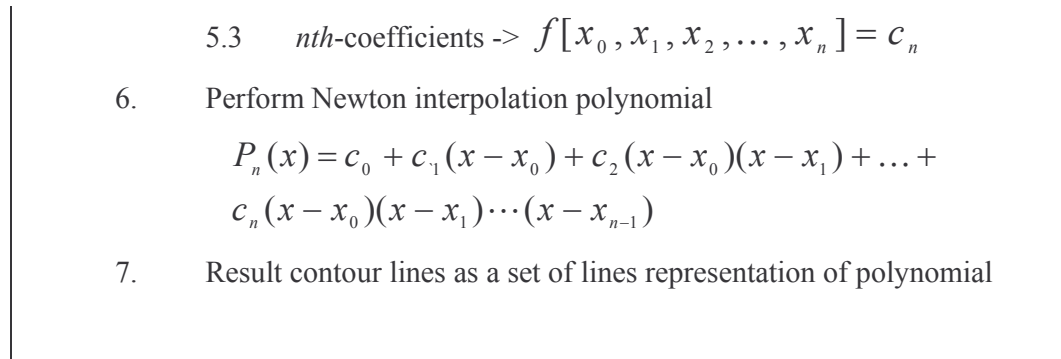 5.3 nth-coefficients -> f[x₀, x₁, x₂, ..., xₙ] = cₙ
6. Perform Newton interpolation polynomial
Pₙ(x) = c₀ + c`₁(x − x₀) + c₂(x − x₀)(x − x₁) + ... +
cₙ(x − x₀)(x − x₁)⋯(x − xₙ₋₁)
7. Result contour lines as a set of lines representation of polynomial